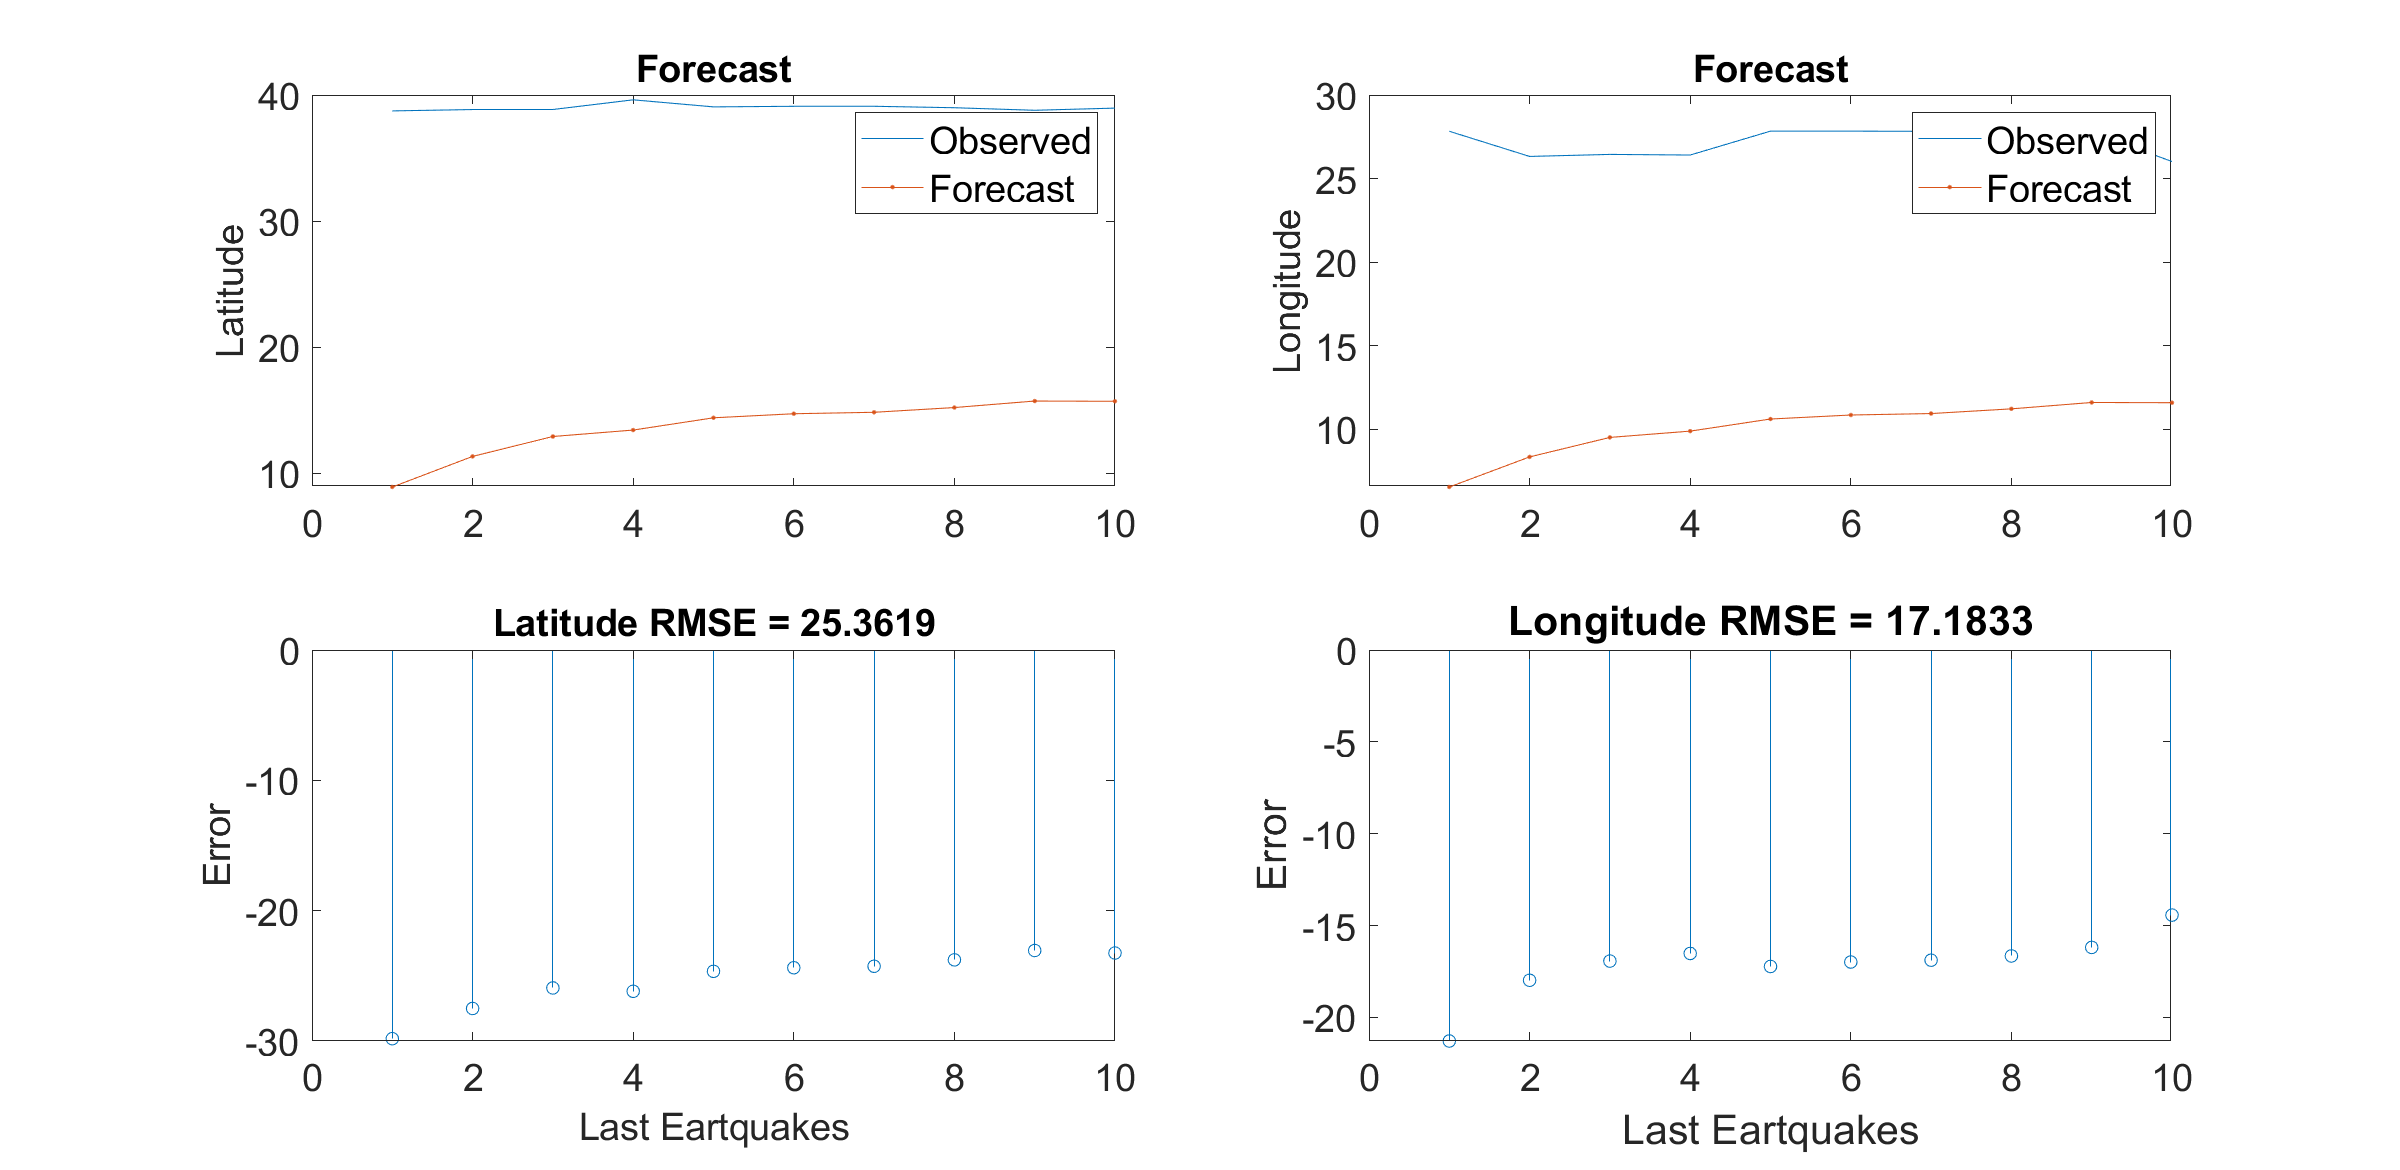 Forecast
40
30
20
10
Latitude
Observed
Forecast
0 2 4 6 8 10
Forecast
30
25
20
15
10
Longitude
Observed
Forecast
0 2 4 6 8 10
Latitude RMSE = 25.3619
0
-10
-20
-30
Error
0 2 4 6 8 10
Last Eartquakes
Longitude RMSE = 17.1833
0
-5
-10
-15
-20
Error
0 2 4 6 8 10
Last Eartquakes